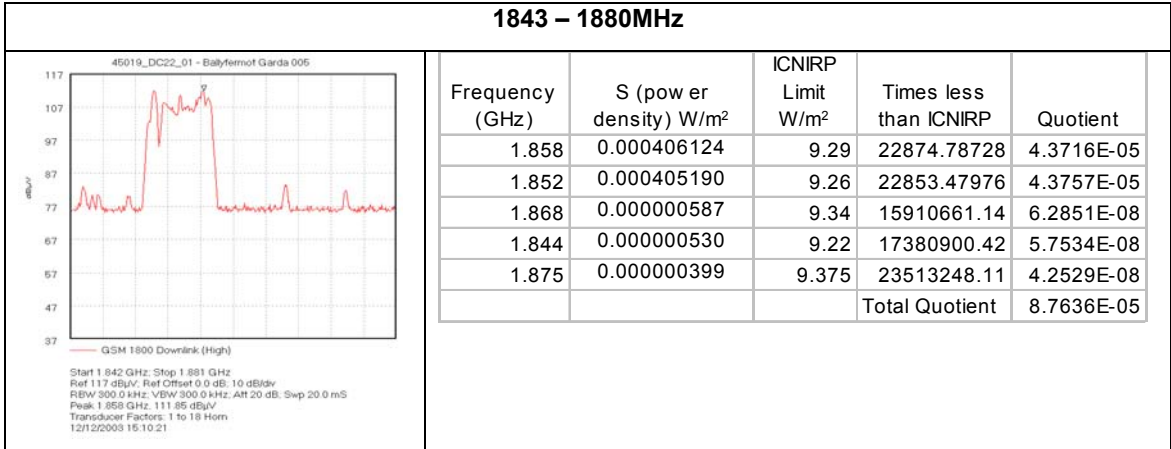 1843 – 1880MHz
45019_DC22_01 - Ballyfermot Garda 005
117
107
97
87
77
67
57
47
37
dBµV
GSM 1800 Downlink (High)
Start 1.842 GHz; Stop 1.881 GHz
Ref 117 dBµV; Ref Offset 0.0 dB; 10 dB/div
RBW 300.0 kHz; VBW 300.0 kHz; Att 20 dB; Swp 20.0 mS
Peak 1.858 GHz, 111.85 dBµV
Transducer Factors: 1 to 18 Horn
12/12/2003 15:10:21
Frequency (GHz) S (pow er density) W/m² ICNIRP Limit W/m² Times less than ICNIRP Quotient
1.858 0.000406124 9.29 22874.78728 4.3716E-05
1.852 0.000405190 9.26 22853.47976 4.3757E-05
1.868 0.000000587 9.34 15910661.14 6.2851E-08
1.844 0.000000530 9.22 17380900.42 5.7534E-08
1.875 0.000000399 9.375 23513248.11 4.2529E-08
Total Quotient 8.7636E-05